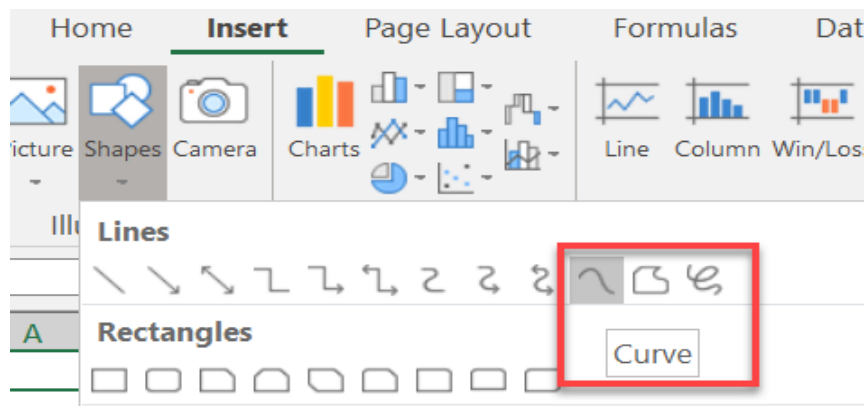 Home Insert Page Layout Formulas Dat
icture Shapes Camera Charts Line Column Win/Los
Illu
Lines
A
Rectangles
Curve